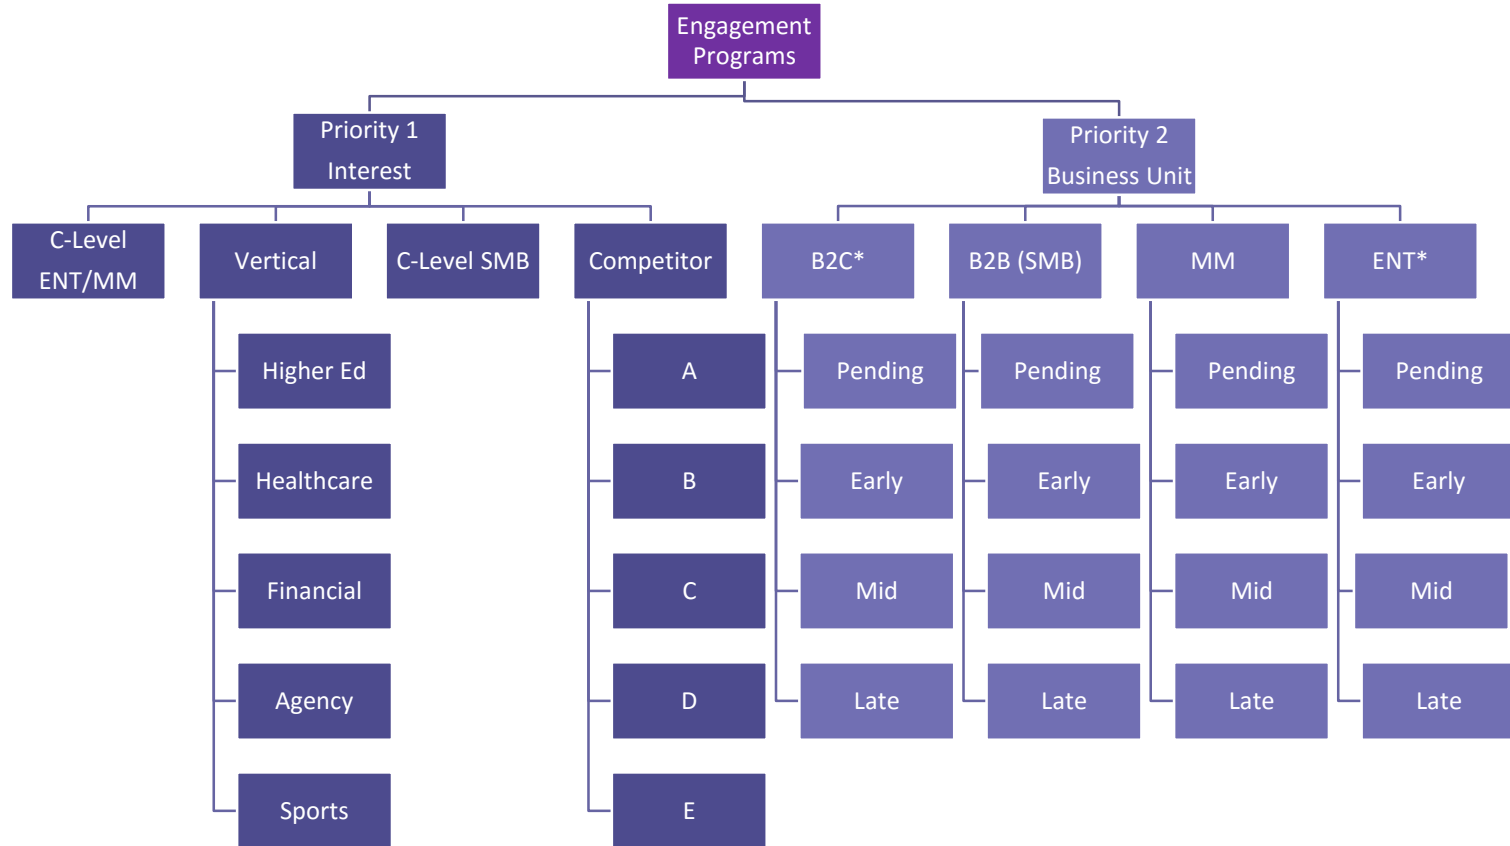 Engagement
Programs
Priority 1
Interest
Priority 2
Business Unit
C-Level
ENT/MM
Vertical
C-Level SMB
Competitor
B2C*
B2B (SMB)
MM
ENT*
Higher Ed
A
Pending
Pending
Pending
Pending
Healthcare
B
Early
Early
Early
Early
Financial
C
Mid
Mid
Mid
Mid
Agency
D
Late
Late
Late
Late
Sports
E